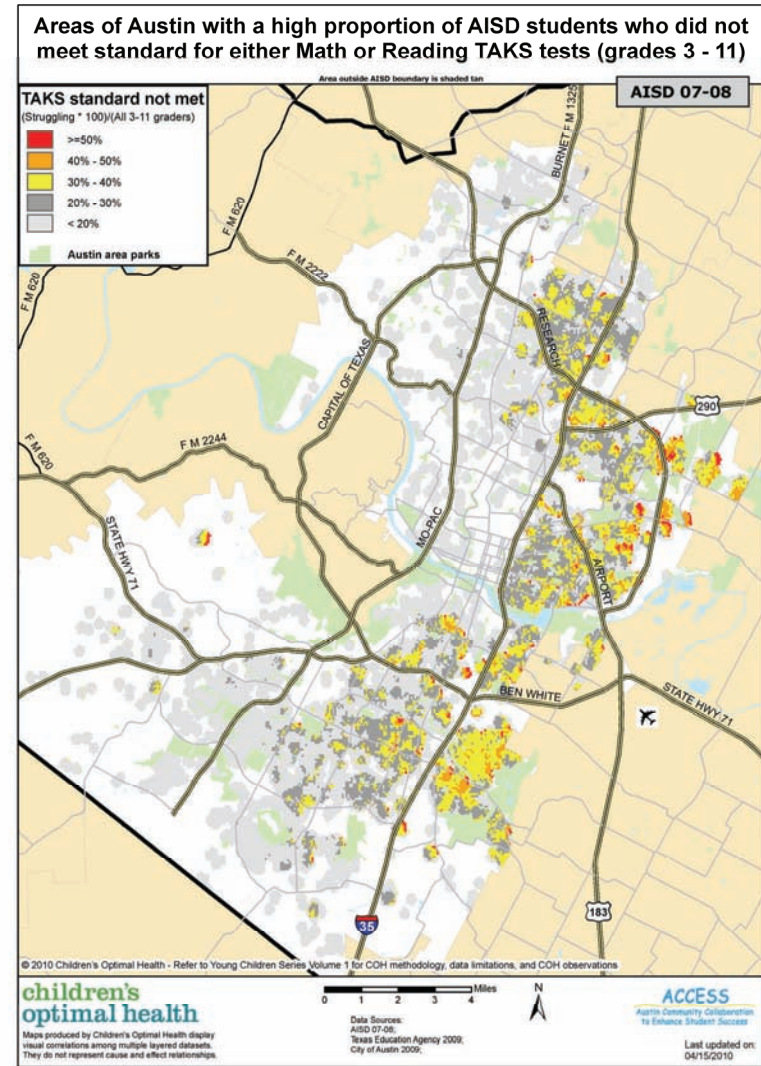 Areas of Austin with a high proportion of AISD students who did not
meet standard for either Math or Reading TAKS tests (grades 3 - 11)
Area outside AISD boundary is shaded tan
AISD 07-08
TAKS standard not met
(Struggling * 100)/(All 3-11 graders)
>=50%
40% - 50%
30% - 40%
20% - 30%
< 20%
Austin area parks
BURNET F M 1325
F M 620
F M 620
F M 2222
RESEARCH
CAPITAL OF TEXAS
290
F M 620
F M 2244
MO-PAC
STATE HWY 71
AIRPORT
BEN WHITE
STATE HWY 71
183
35
© 2010 Children's Optimal Health - Refer to Young Children Series Volume 1 for COH methodology, data limitations, and COH observations
children's
optimal health
Maps produced by Children's Optimal Health display
visual correlations among multiple layered datasets.
They do not represent cause and effect relationships.
0 1 2 3 4 Miles
N
Data Sources:
AISD 07-08;
Texas Education Agency 2009;
City of Austin 2009;
ACCESS
Austin Community Collaboration
to Enhance Student Success
Last updated on:
04/15/2010